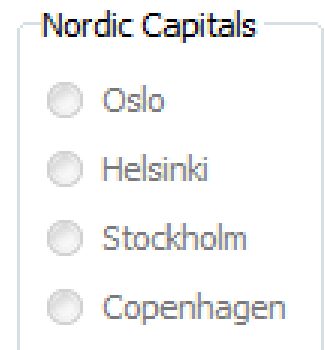 Nordic Capitals
Oslo
Helsinki
Stockholm
Copenhagen